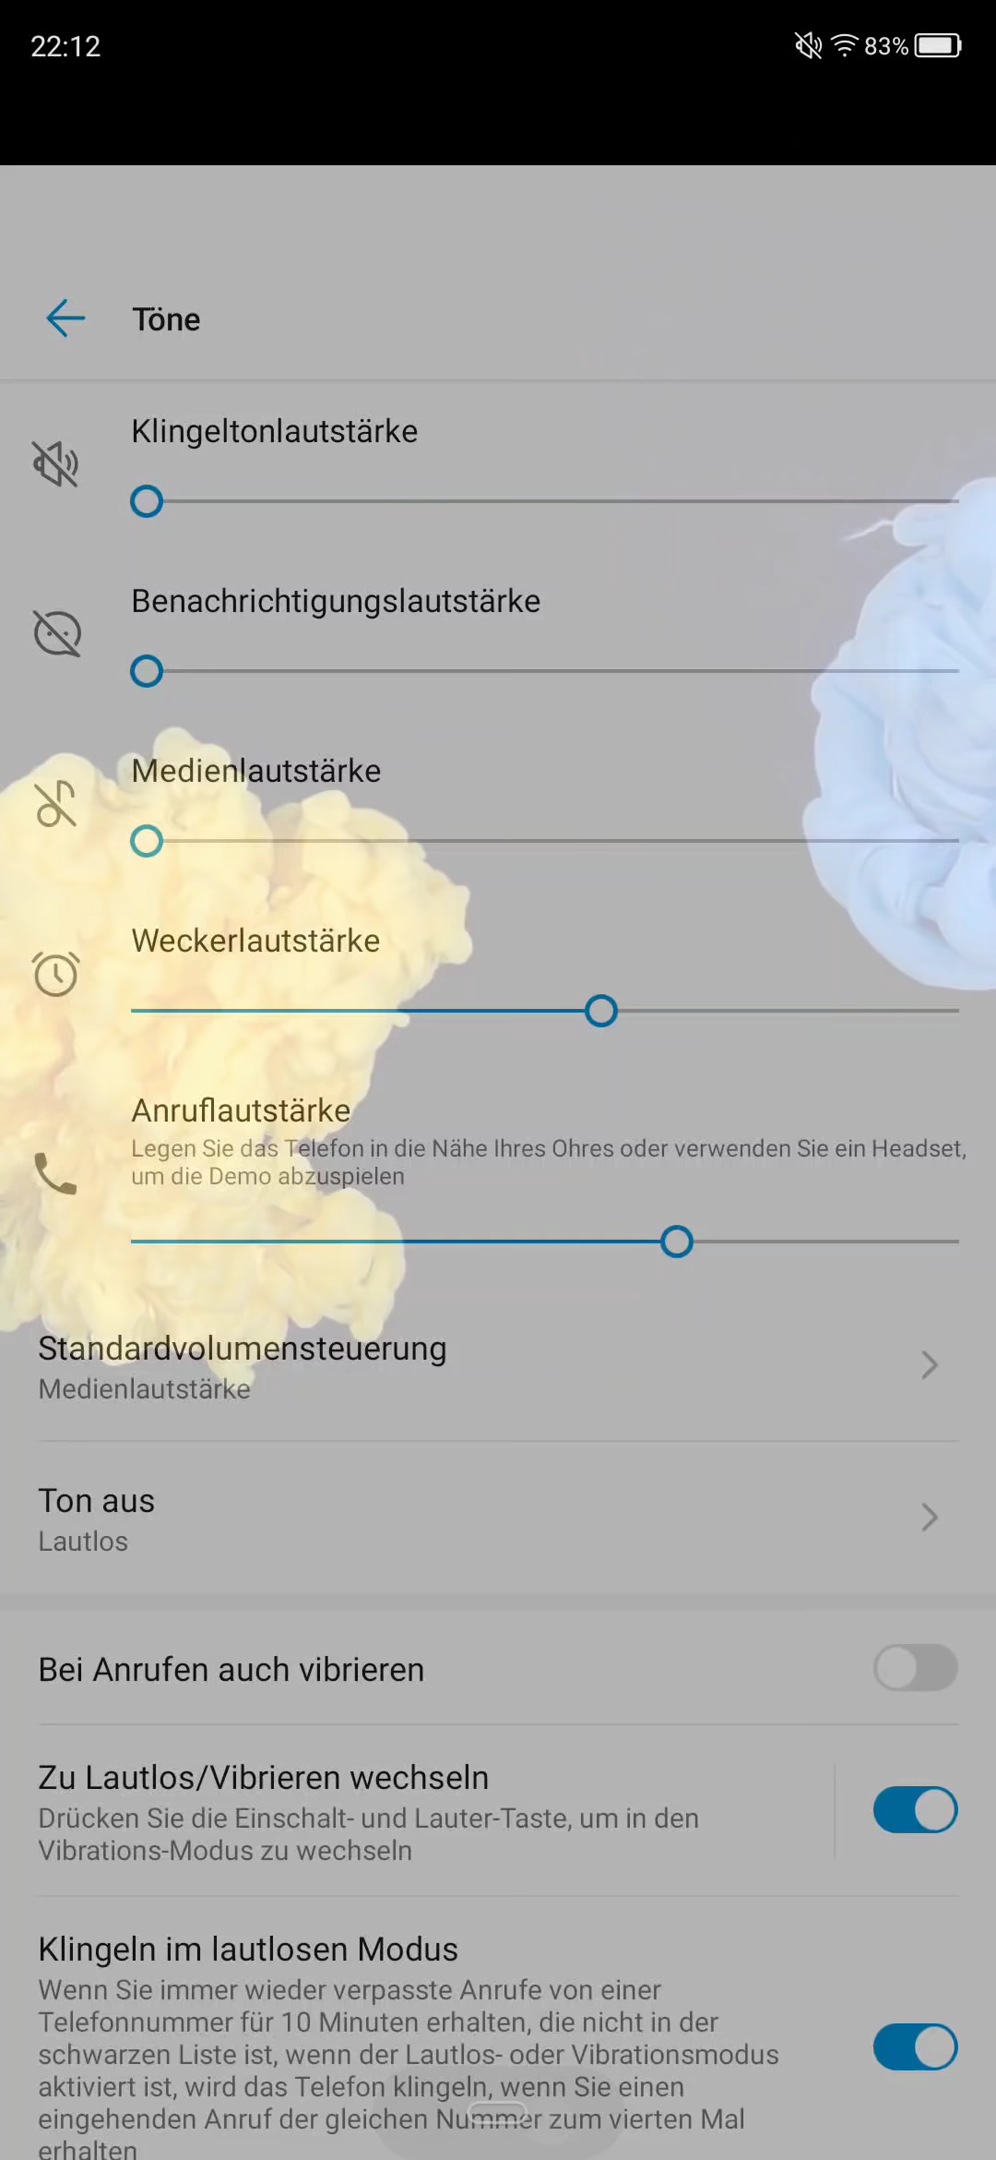 22:12
83%
Töne
Klingeltonlautstärke
Benachrichtigungslautstärke
Medienlautstärke
Weckerlautstärke
Anruflautstärke
Legen Sie das Telefon in die Nähe Ihres Ohres oder verwenden Sie ein Headset,
um die Demo abzuspielen
Standardvolumensteuerung
Medienlautstärke
Ton aus
Lautlos
Bei Anrufen auch vibrieren
Zu Lautlos/Vibrieren wechseln
Drücken Sie die Einschalt- und Lauter-Taste, um in den
Vibrations-Modus zu wechseln
Klingeln im lautlosen Modus
Wenn Sie immer wieder verpasste Anrufe von einer
Telefonnummer für 10 Minuten erhalten, die nicht in der
schwarzen Liste ist, wenn der Lautlos- oder Vibrationsmodus
aktiviert ist, wird das Telefon klingeln, wenn Sie einen
eingehenden Anruf der gleichen Nummer zum vierten Mal
erhalten